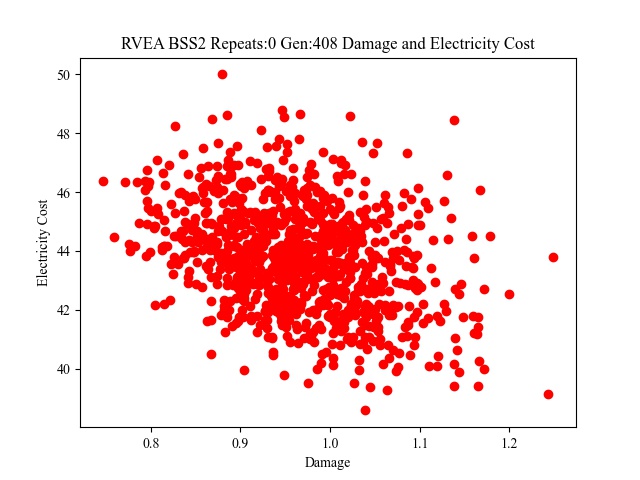 RVEA BSS2 Repeats:0 Gen:408 Damage and Electricity Cost
50
48
46
44
42
40
Electricity Cost
0.8 0.9 1.0 1.1 1.2
Damage